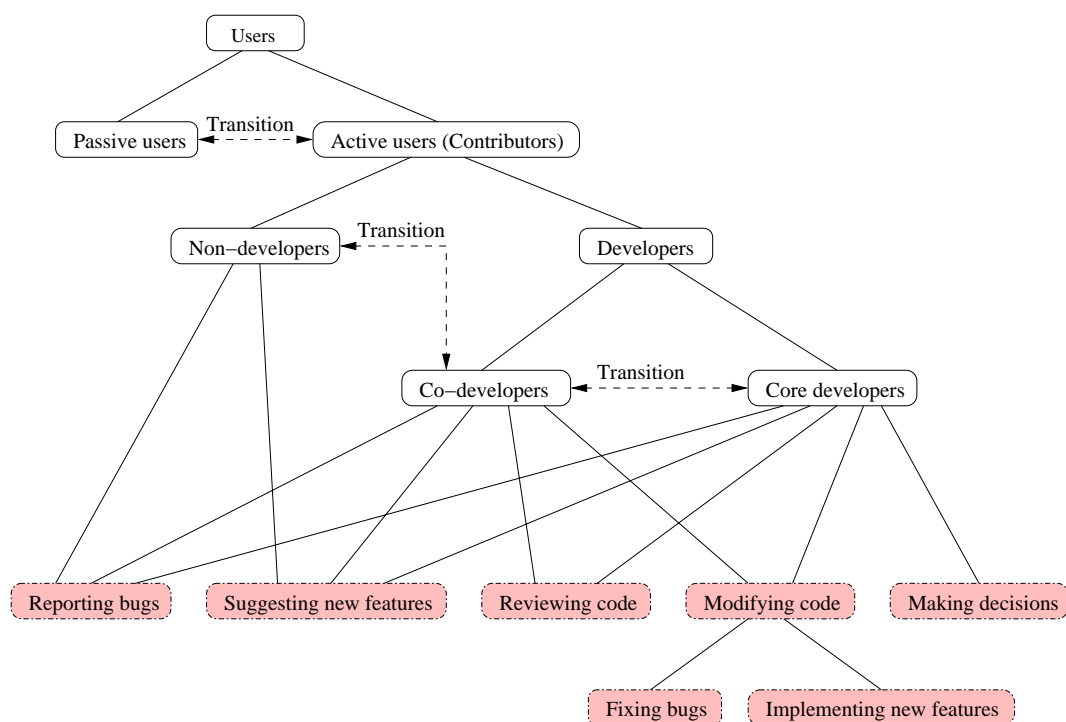 Users
Transition
Passive users
Active users (Contributors)
Transition
Non−developers
Developers
Transition
Co−developers
Core developers
Reporting bugs
Suggesting new features
Reviewing code
Modifying code
Making decisions
Fixing bugs
Implementing new features